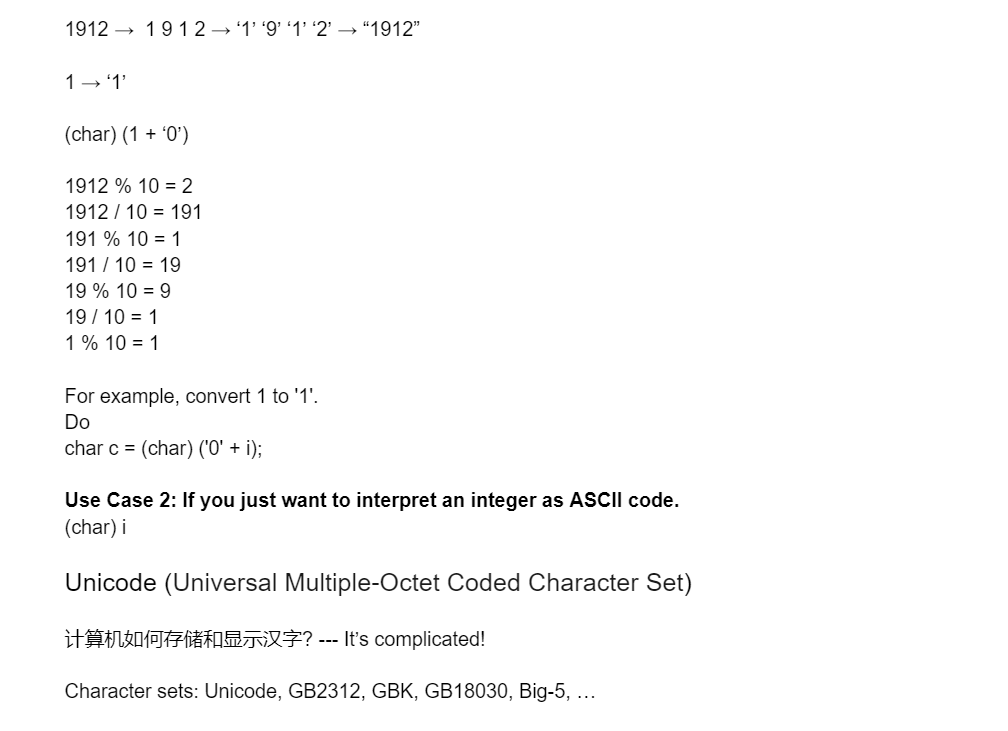 1912 → 1 9 1 2 → ‘1’ ‘9’ ‘1’ ‘2’ → “1912”
1 → ‘1’
(char) (1 + ‘0’)
1912 % 10 = 2
1912 / 10 = 191
191 % 10 = 1
191 / 10 = 19
19 % 10 = 9
19 / 10 = 1
1 % 10 = 1
For example, convert 1 to '1'.
Do
char c = (char) ('0' + i);
Use Case 2: If you just want to interpret an integer as ASCII code.
(char) i
Unicode (Universal Multiple-Octet Coded Character Set)
计算机如何存储和显示汉字? --- It’s complicated!
Character sets: Unicode, GB2312, GBK, GB18030, Big-5, …